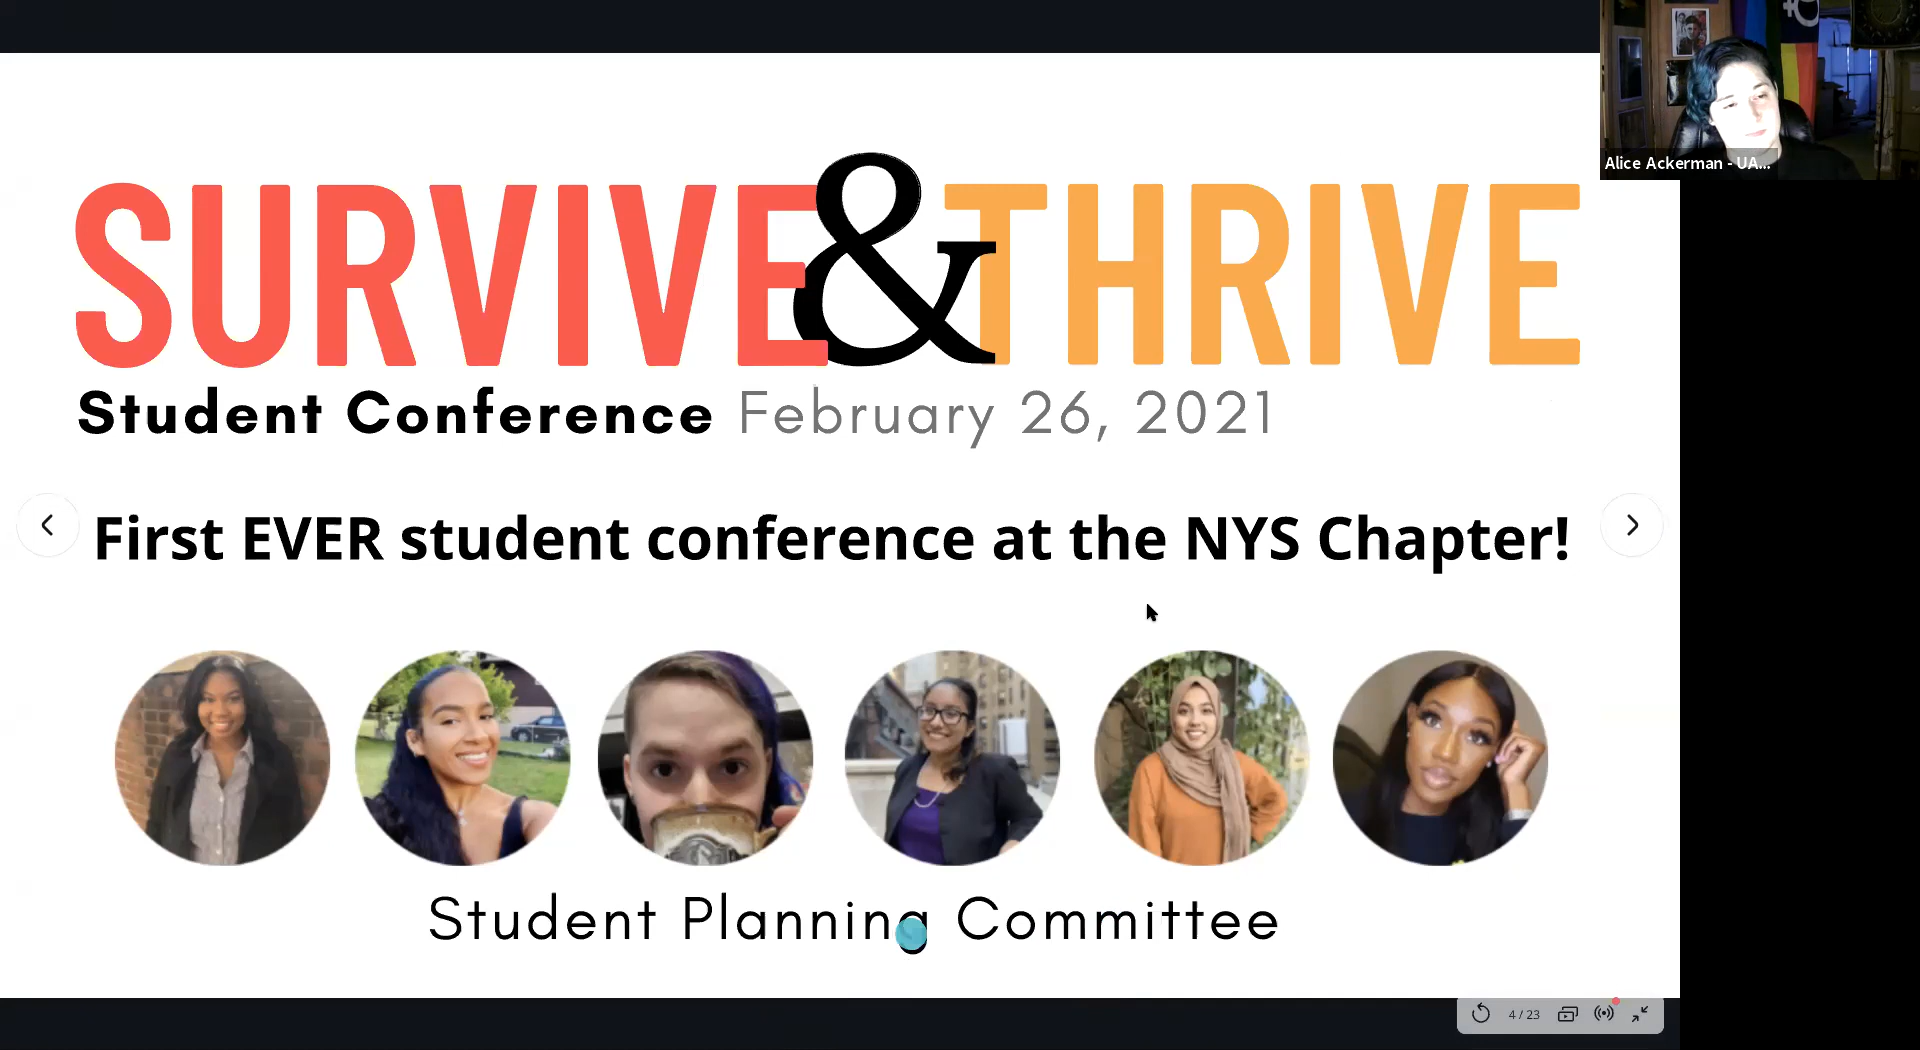 Alice Ackerman - UA...
SURVIVE & THRIVE
Student Conference February 26, 2021
First EVER student conference at the NYS Chapter!
Student Planning Committee
4 / 23